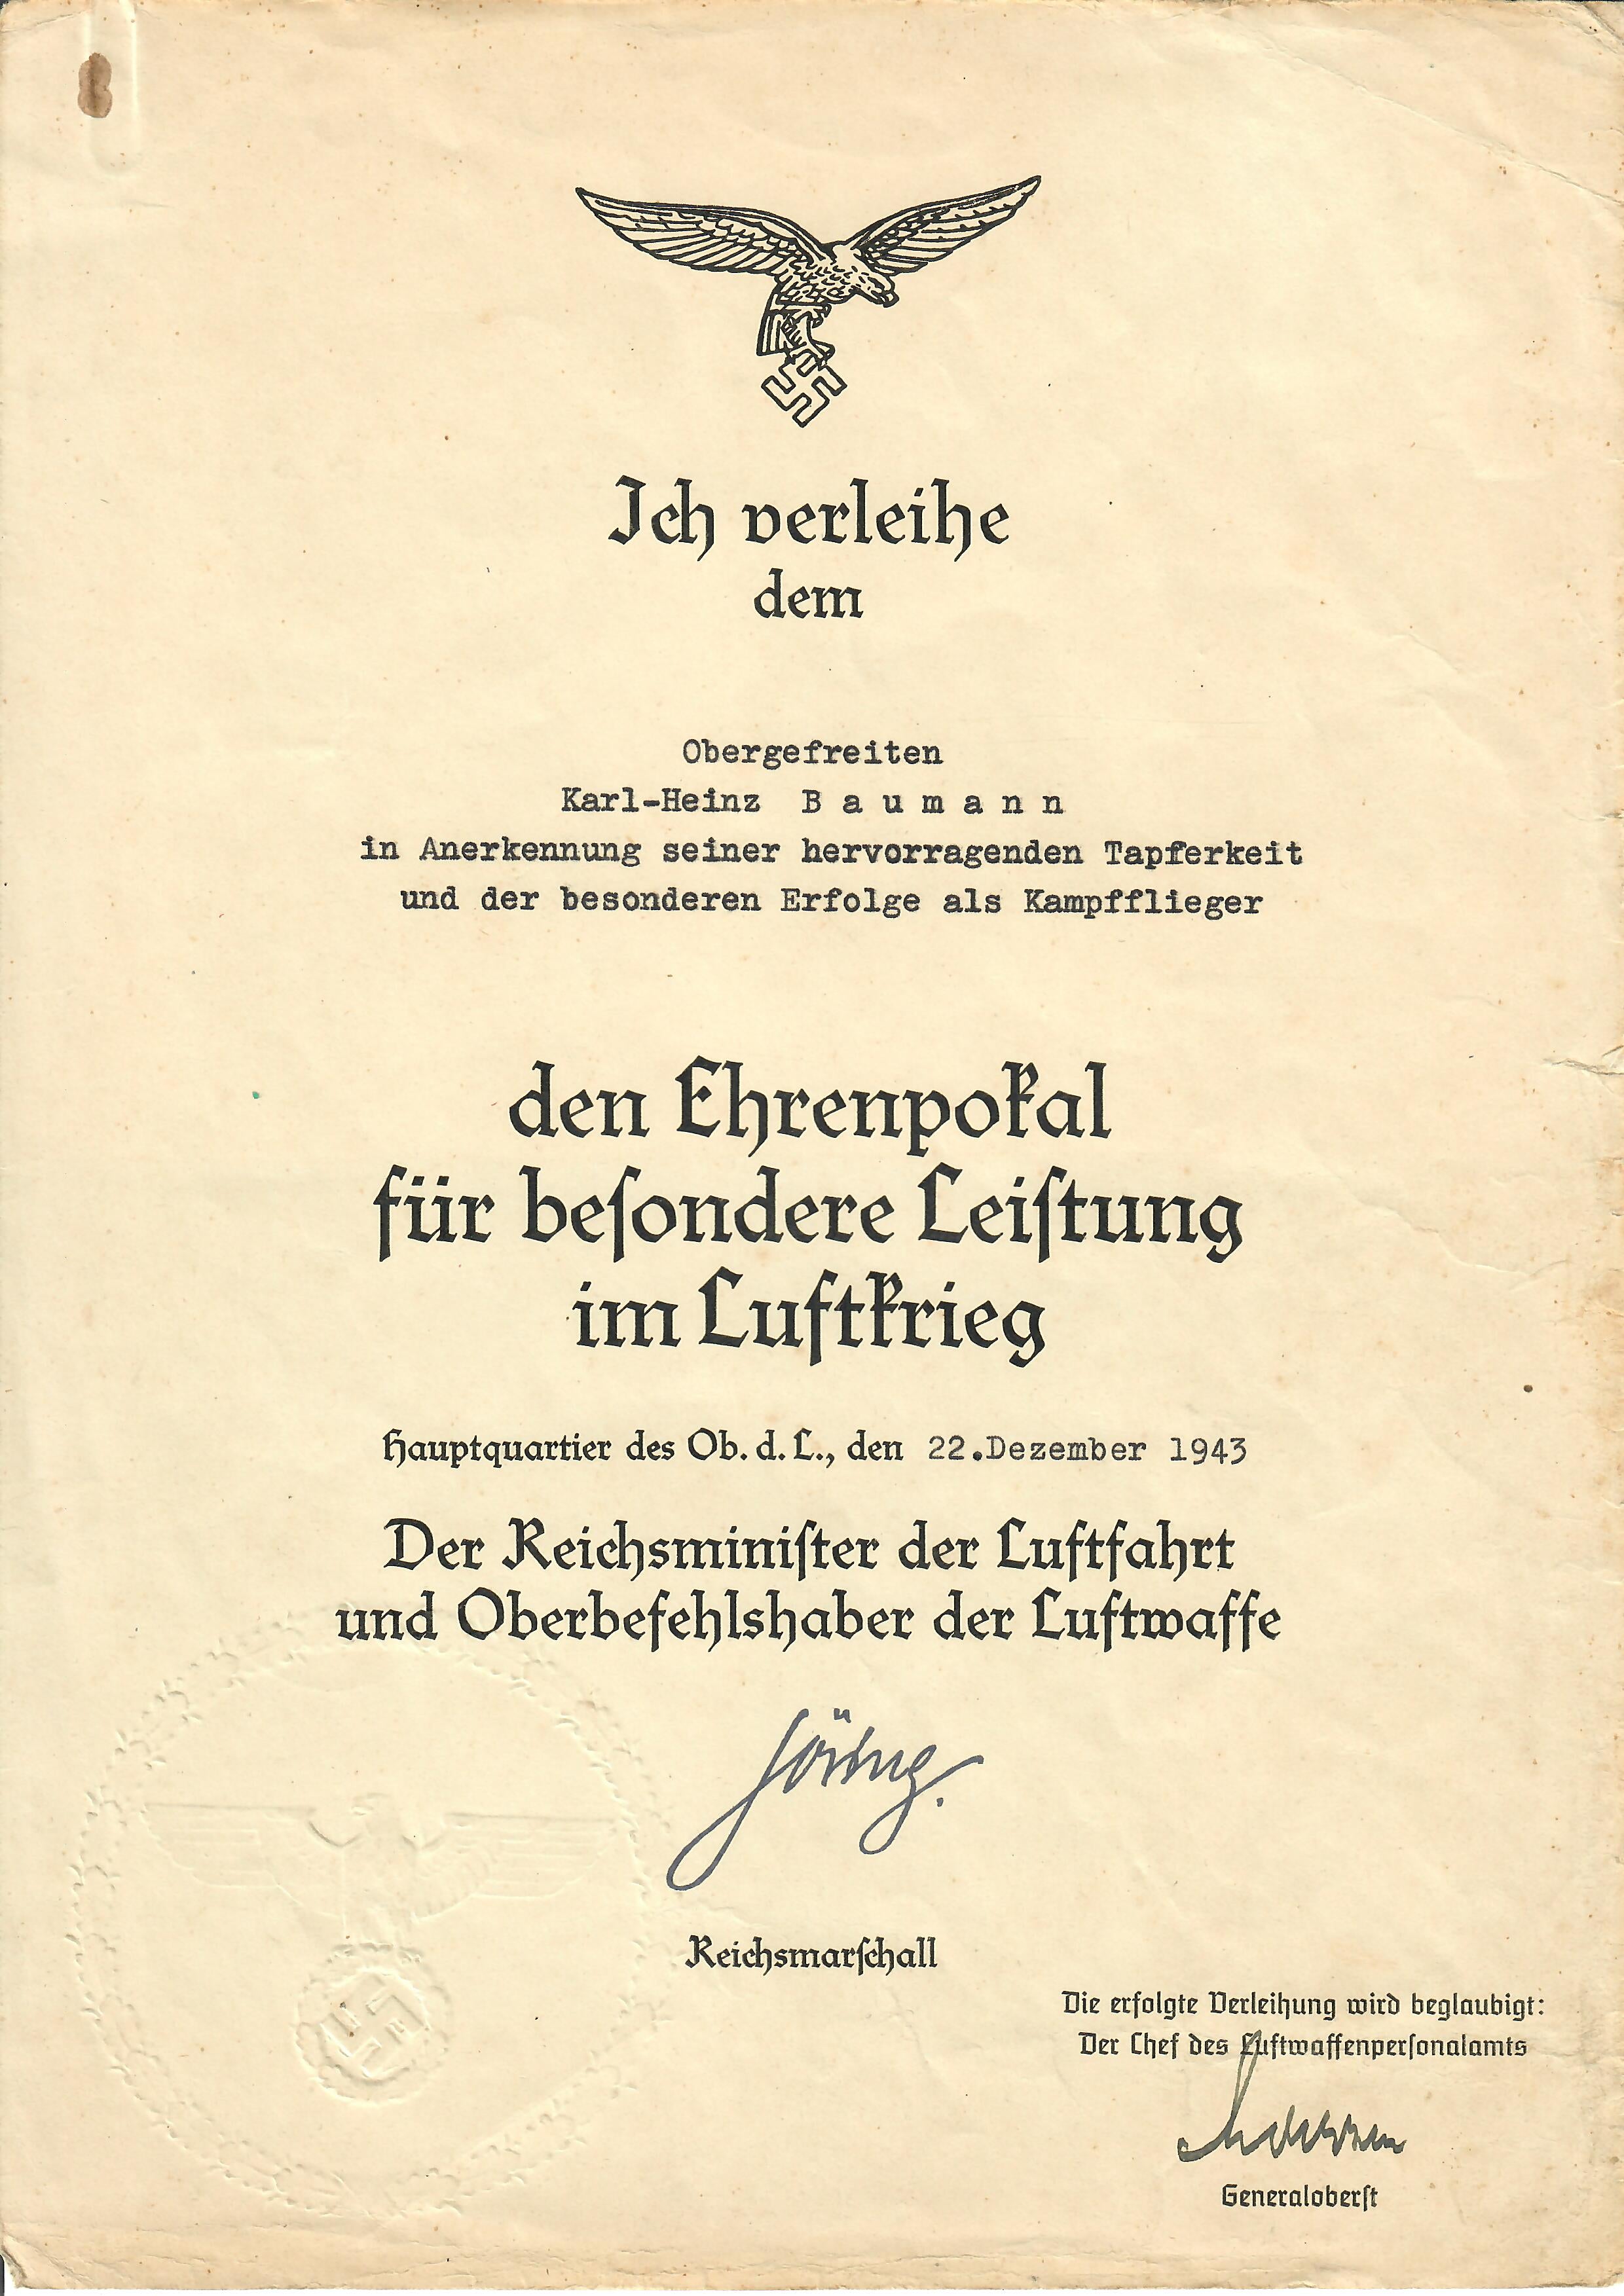 Ich verleihe
dem
Obergefreiten
Karl-Heinz B a u m a n n
in Anerkennung seiner hervorragenden Tapferkeit
und der besonderen Erfolge als Kampfflieger
den Ehrenpokal
für beſondere Leiſtung
im Luftkrieg
Hauptquartier des Ob. d. L., den 22.Dezember 1943
Der Reichsminiſter der Luftfahrt
und Oberbefehlshaber der Luftwaffe
Göring.
Reichsmarſchall
Die erfolgte Verleihung wird beglaubigt:
Der Chef des Luftwaffenperſonalamts
Generaloberſt